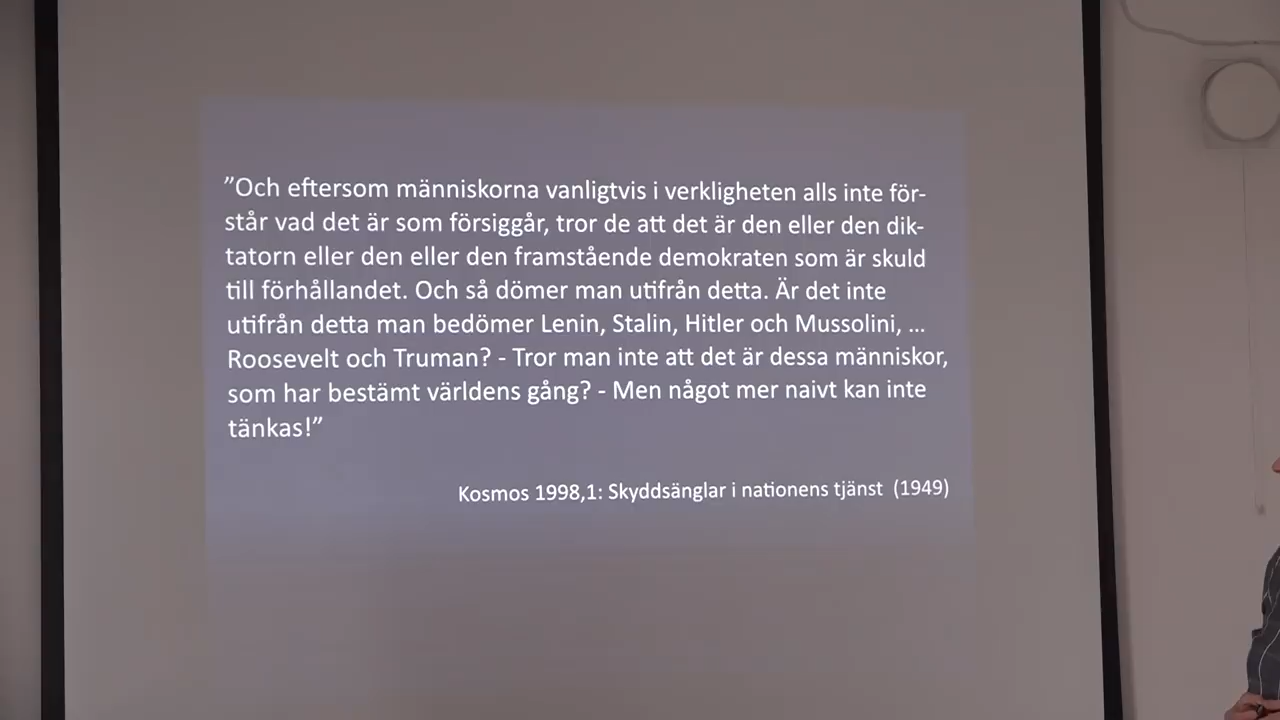 ”Och eftersom människorna vanligtvis i verkligheten alls inte för-
står vad det är som försiggår, tror de att det är den eller den dik-
tatorn eller den eller den framstående demokraten som är skuld
till förhållandet. Och så dömer man utifrån detta. Är det inte
utifrån detta man bedömer Lenin, Stalin, Hitler och Mussolini, ...
Roosevelt och Truman? - Tror man inte att det är dessa människor,
som har bestämt världens gång? - Men något mer naivt kan inte
tänkas!”
Kosmos 1998,1: Skyddsänglar i nationens tjänst (1949)